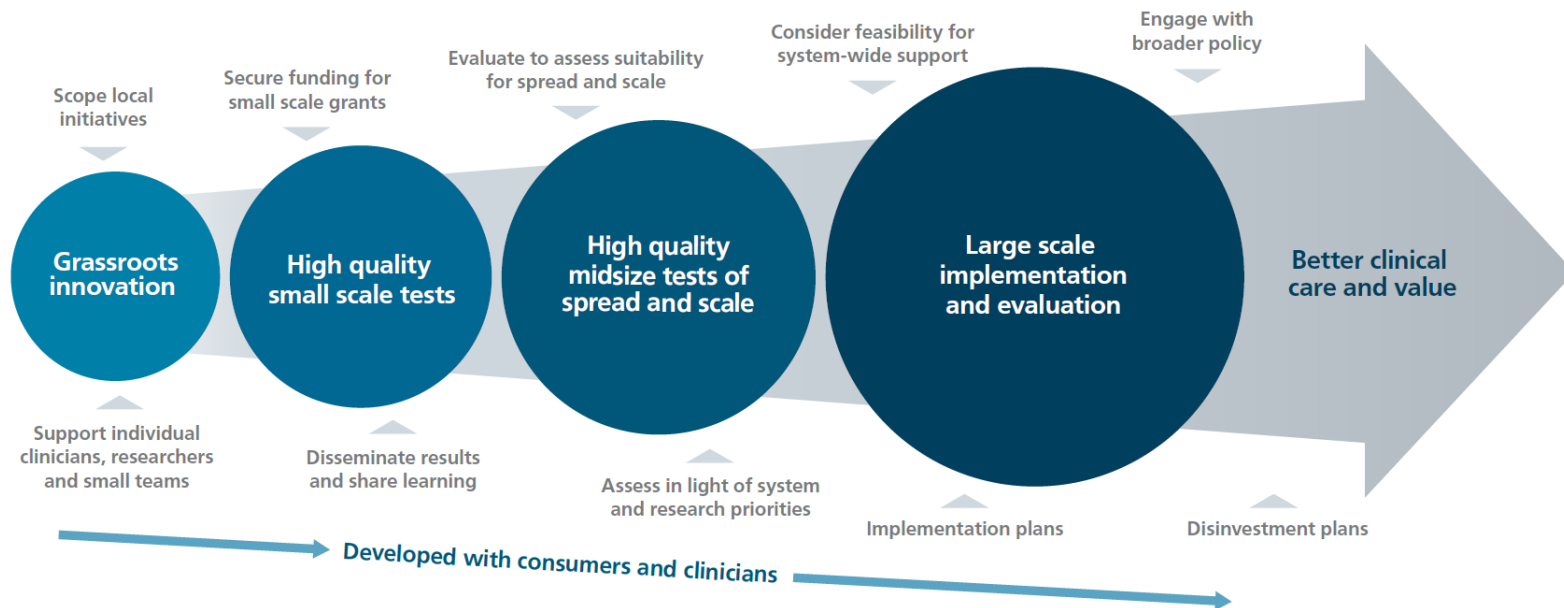 Scope local
initiatives
Secure funding for
small scale grants
Evaluate to assess suitability
for spread and scale
Consider feasibility for
system-wide support
Engage with
broader policy
Grassroots
innovation
High quality
small scale tests
High quality
midsize tests of
spread and scale
Large scale
implementation
and evaluation
Better clinical
care and value
Support individual
clinicians, researchers
and small teams
Disseminate results
and share learning
Assess in light of system
and research priorities
Implementation plans
Disinvestment plans
Developed with consumers and clinicians